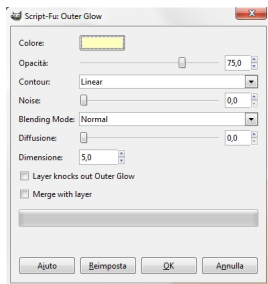 Script-Fu: Outer Glow
Colore:
Opacità: 75,0
Contour: Linear
Noise: 0,0
Blending Mode: Normal
Diffusione: 0,0
Dimensione: 5,0
Layer knocks out Outer Glow
Merge with layer
Aiuto Reimposta OK Annulla